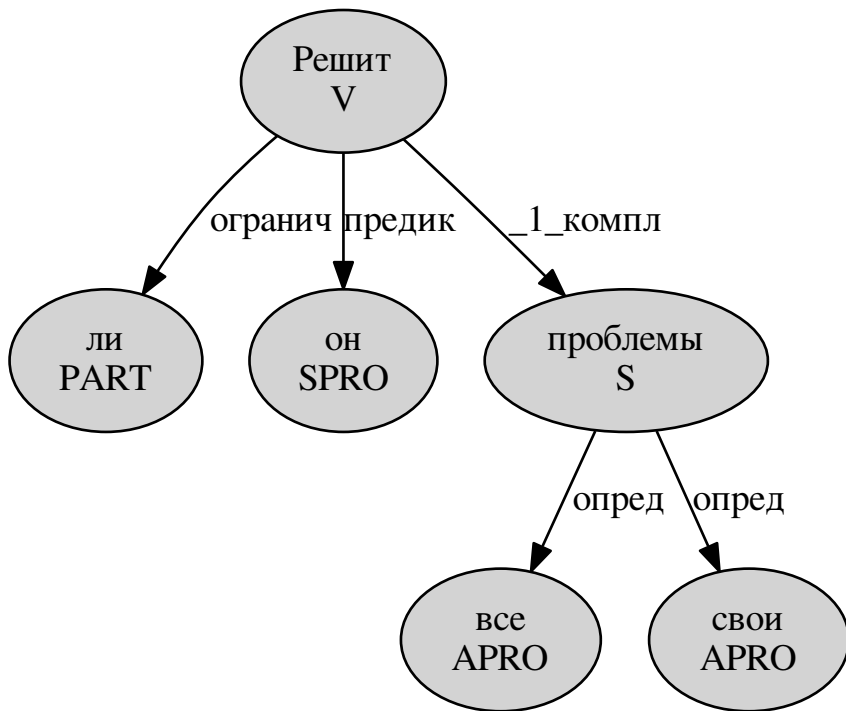 Решит
V
огранич
предик
_1_компл
ли
PART
он
SPRO
проблемы
S
опред
опред
все
APRO
свои
APRO